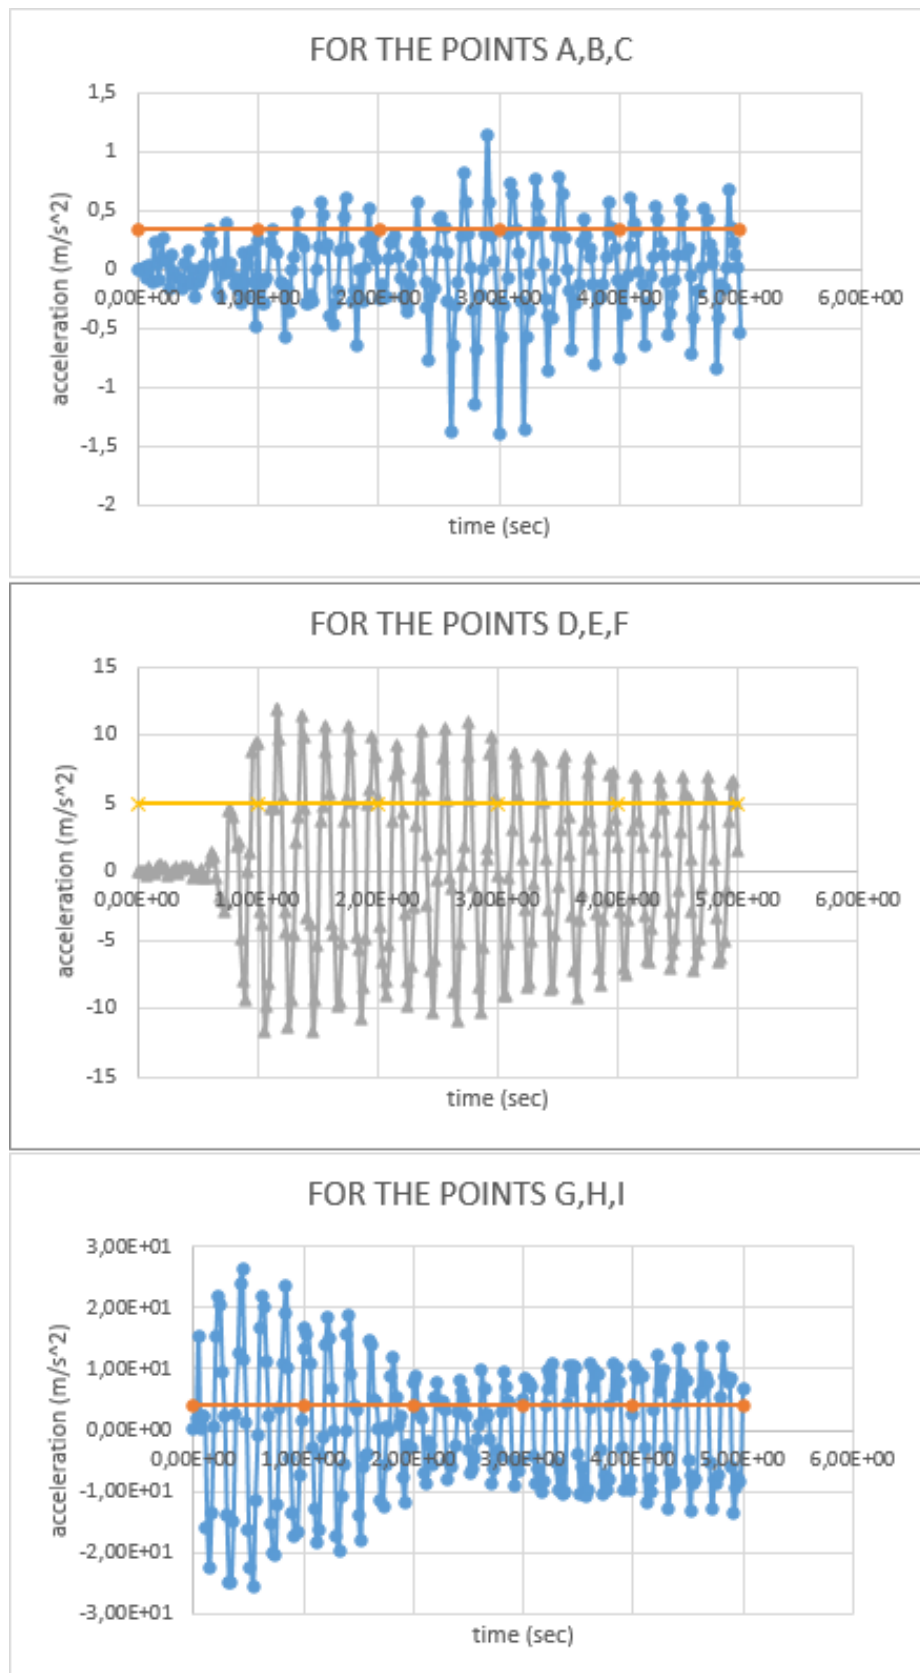 FOR THE POINTS A,B,C
1,5
1
0,5
0
0,00E+00 1,00E+00 2,00E+00 3,00E+00 4,00E+00 5,00E+00 6,00E+00
-0,5
-1
-1,5
-2
acceleration (m/s^2)
time (sec)
FOR THE POINTS D,E,F
15
10
5
0
0,00E+00 1,00E+00 2,00E+00 3,00E+00 4,00E+00 5,00E+00 6,00E+00
-5
-10
-15
acceleration (m/s^2)
time (sec)
FOR THE POINTS G,H,I
3,00E+01
2,00E+01
1,00E+01
0,00E+00
0,00E+00 1,00E+00 2,00E+00 3,00E+00 4,00E+00 5,00E+00 6,00E+00
-1,00E+01
-2,00E+01
-3,00E+01
acceleration (m/s^2)
time (sec)